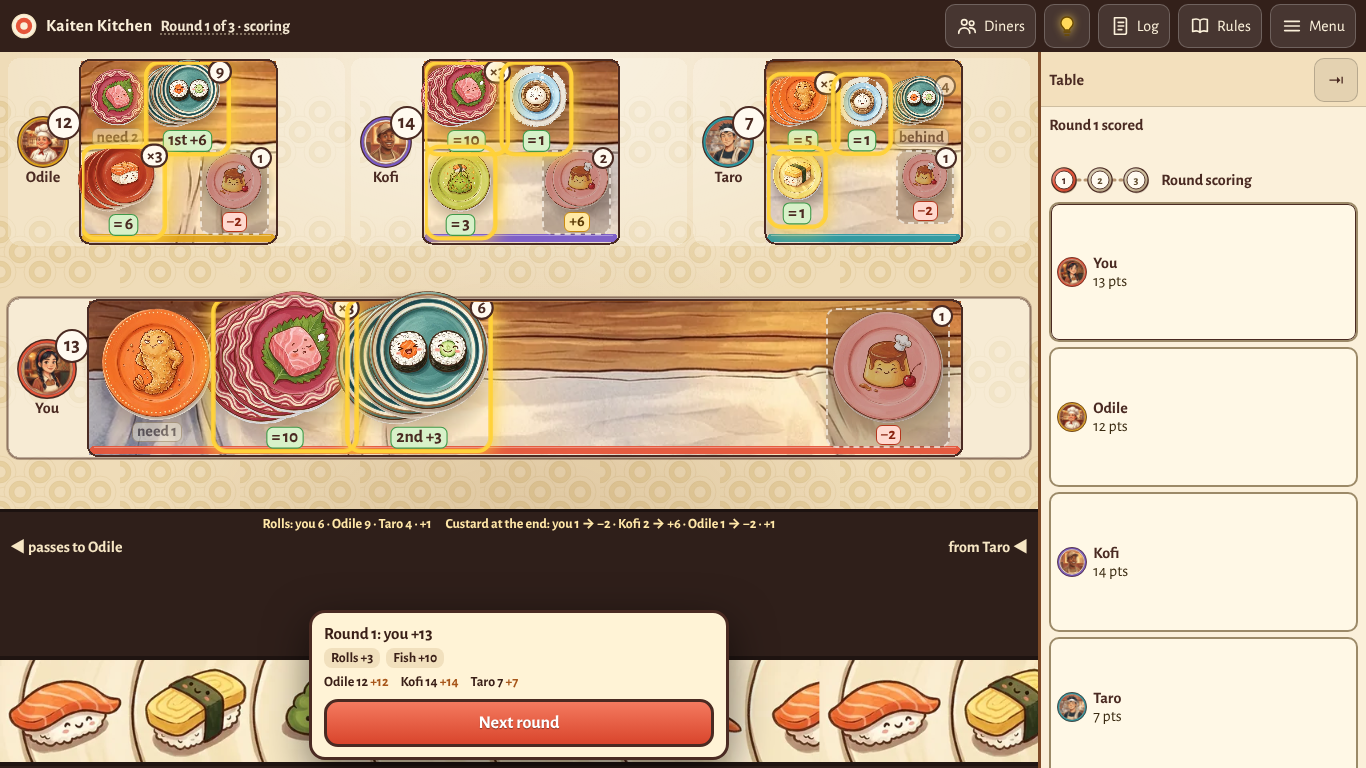 Kaiten Kitchen Round 1 of 3 · scoring
Diners
Log
Rules
Menu
12
Odile
need 2
9
1st +6
×3
= 6
1
−2
14
Kofi
= 10
= 1
= 3
2
+6
7
Taro
= 5
= 1
4
behind
= 1
1
−2
13
You
need 1
= 10
6
2nd +3
1
−2
Rolls: you 6 · Odile 9 · Taro 4 · +1 Custard at the end: you 1 → −2 · Kofi 2 → +6 · Odile 1 → −2 · +1
◀ passes to Odile
from Taro ◀
Round 1: you +13
Rolls +3 Fish +10
Odile 12 +12 Kofi 14 +14 Taro 7 +7
Next round
Table
Round 1 scored
1 2 3 Round scoring
You
13 pts
Odile
12 pts
Kofi
14 pts
Taro
7 pts